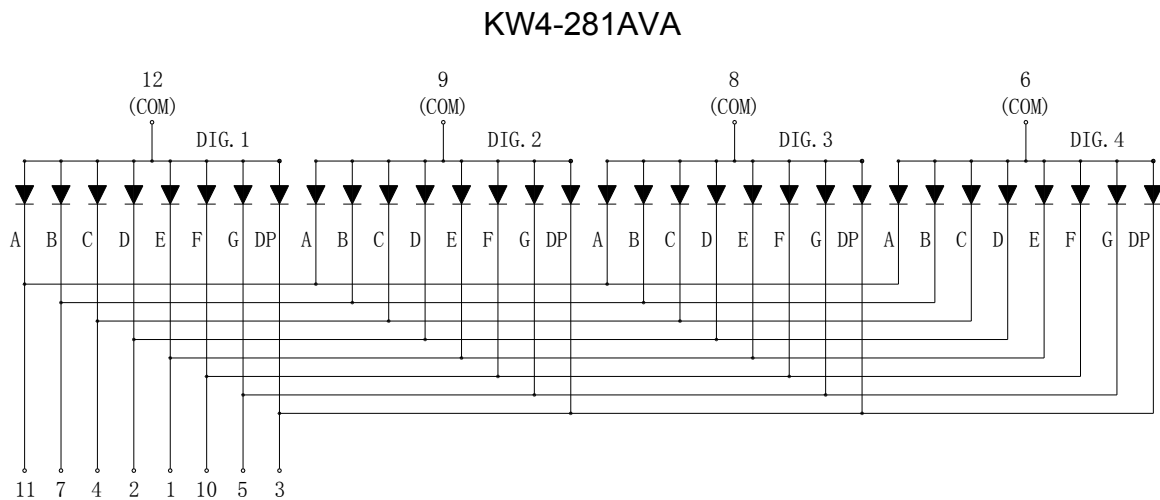 KW4-281AVA
12 9 8 6
(COM) (COM) (COM) (COM)
DIG.1 DIG.2 DIG.3 DIG.4
A B C D E F G DP A B C D E F G DP A B C D E F G DP A B C D E F G DP
11 7 4 2 1 10 5 3